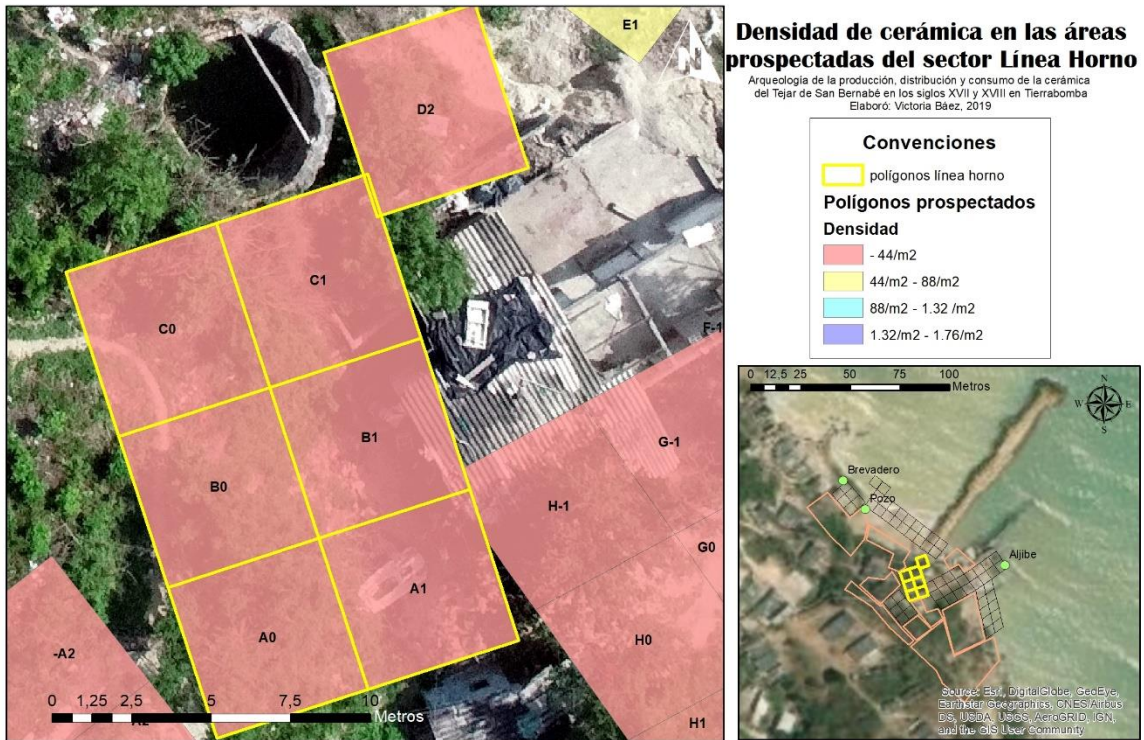 Densidad de cerámica en las áreas
prospectadas del sector Línea Horno
Arqueología de la producción, distribución y consumo de la cerámica
del Tejar de San Bernabé en los siglos XVII y XVIII en Tierrabomba
Elaboró: Victoria Báez, 2019
Convenciones
polígonos línea horno
Polígonos prospectados
Densidad
- 44/m2
44/m2 - 88/m2
88/m2 - 1.32 /m2
1.32/m2 - 1.76/m2
E1
N
D2
C1
C0
F-1
B1
G-1
B0
H-1
G0
A1
A0
H0
-A2
H1
0 1,25 2,5 5 7,5 10
Metros
0 12,5 25 50 75 100
Metros
N
W E
S
Brevadero
Pozo
Aljibe
Source: Esri, DigitalGlobe, GeoEye,
Earthstar Geographics, CNES/Airbus
DS, USDA, USGS, AeroGRID, IGN,
and the GIS User Community